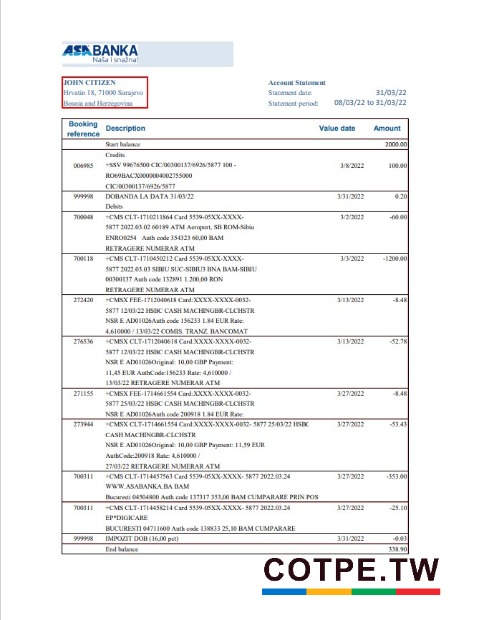 ASA BANKA
Naša i snažna!
JOHN CITIZEN
Hrvatin 18, 71000 Sarajevo
Bosnia and Herzegovina
Account Statement
Statement date: 31/03/22
Statement period: 08/03/22 to 31/03/22
Booking reference Description Value date Amount
Start balance 2000.00
Credits
006985 +SSV 99676500 CIC/00300137/6926/5877 100 - 3/8/2022 100.00
RO69BACX0000004002755000
CIC/00300137/6926/5877
999998 DOBANDA LA DATA 31/03/22 3/31/2022 0.20
Debits
700048 +CMS CLT-1710211864 Card 5539-05XX-XXXX- 3/2/2022 -60.00
5877 2022.03.02 60189 ATM Aeroport, SB ROM-Sibiu
ENRO0254 Auth code 354323 60,00 BAM
RETRAGERE NUMERAR ATM
700118 +CMS CLT-1710450212 Card 5539-05XX-XXXX- 3/3/2022 -1200.00
5877 2022.03.03 SIBIU SUC-SIBIU3 BNA BAM-SIBIU
00300137 Auth code 132891 1.200,00 RON
RETRAGERE NUMERAR ATM
272420 +CMSX FEE-1712040618 Card:XXXX-XXXX-0032- 3/13/2022 -8.48
5877 12/03/22 HSBC CASH MACHINGBR-CLCHSTR
NSR E AD01026Auth code 156233 1.84 EUR Rate:
4,610000 / 13/03/22 COMIS. TRANZ. BANCOMAT
276536 +CMSX CLT-1712040618 Card:XXXX-XXXX-0032- 3/13/2022 -52.78
5877 12/03/22 HSBC CASH MACHINGBR-CLCHSTR
NSR E AD01026Original: 10,00 GBP Payment:
11,45 EUR AuthCode:156233 Rate: 4,610000 /
13/03/22 RETRAGERE NUMERAR ATM
271155 +CMSX FEE-1714661554 Card:XXXX-XXXX-0032- 3/27/2022 -8.48
5877 25/03/22 HSBC CASH MACHINGBR-CLCHSTR
NSR E AD01026Auth code 200918 1.84 EUR Rate:
273944 +CMSX CLT-1714661554 Card:XXXX-XXXX-0032- 5877 25/03/22 HSBC 3/27/2022 -53.43
CASH MACHINGBR-CLCHSTR
NSR E AD01026Original: 10,00 GBP Payment: 11,59 EUR
AuthCode:200918 Rate: 4,610000 /
27/03/22 RETRAGERE NUMERAR ATM
700311 +CMS CLT-1714457563 Card 5539-05XX-XXXX- 5877 2022.03.24 3/27/2022 -353.00
WWW.ASABANKA.BA BAM
Bucuresti 04504800 Auth code 137317 353,00 BAM CUMPARARE PRIN POS
700311 +CMS CLT-1714458214 Card 5539-05XX-XXXX- 5877 2022.03.24 3/27/2022 -25.10
EP*DIGICARE
BUCURESTI 04711600 Auth code 138833 25,10 BAM CUMPARARE
999998 IMPOZIT DOB (16,00 pct) 3/31/2022 -0.03
End balance 338.90
COTPE.TW